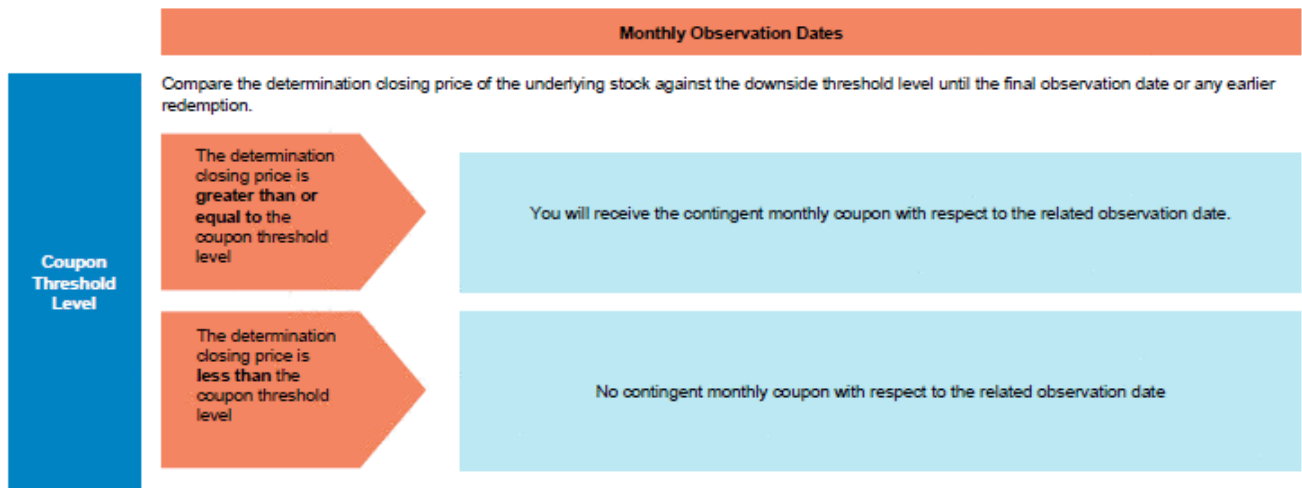 Monthly Observation Dates
Compare the determination closing price of the underlying stock against the downside threshold level until the final observation date or any earlier
redemption.
Coupon
Threshold
Level
The determination
closing price is
greater than or
equal to the
coupon threshold
level
You will receive the contingent monthly coupon with respect to the related observation date.
The determination
closing price is
less than the
coupon threshold
level
No contingent monthly coupon with respect to the related observation date